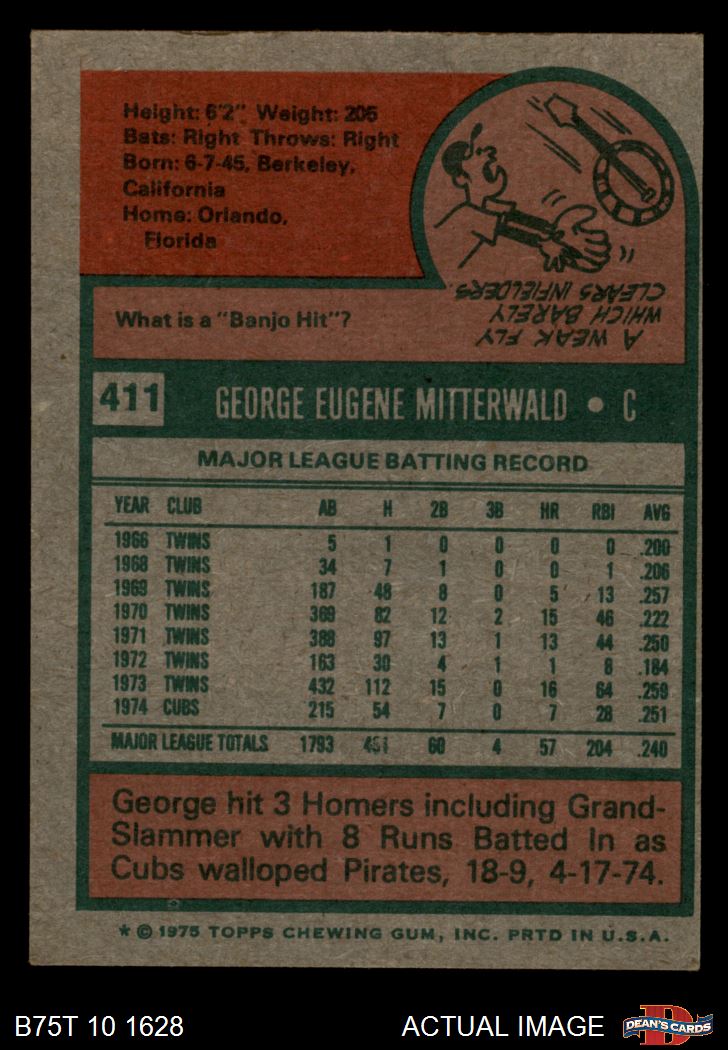 Height: 6'2" Weight: 205
Bats: Right Throws: Right
Born: 6-7-45, Berkeley,
California
Home: Orlando,
Florida
What is a "Banjo Hit"?
A WEAK FLY
WHICH BARELY
CLEARS INFIELDERS.
411 GEORGE EUGENE MITTERWALD • C
MAJOR LEAGUE BATTING RECORD
YEAR CLUB AB H 2B 3B HR RBI AVG
1966 TWINS 5 1 0 0 0 0 .200
1968 TWINS 34 7 1 0 0 1 .206
1969 TWINS 187 48 8 0 5 13 .257
1970 TWINS 369 82 12 2 15 46 .222
1971 TWINS 388 97 13 1 13 44 .250
1972 TWINS 163 30 4 1 1 8 .184
1973 TWINS 432 112 15 0 16 64 .259
1974 CUBS 215 54 7 0 7 28 .251
MAJOR LEAGUE TOTALS 1793 431 60 4 57 204 .240
George hit 3 Homers including Grand-
Slammer with 8 Runs Batted In as
Cubs walloped Pirates, 18-9, 4-17-74.
* © 1975 TOPPS CHEWING GUM, INC. PRTD IN U.S.A.
B75T 10 1628 ACTUAL IMAGE
D
DEAN'S CARDS